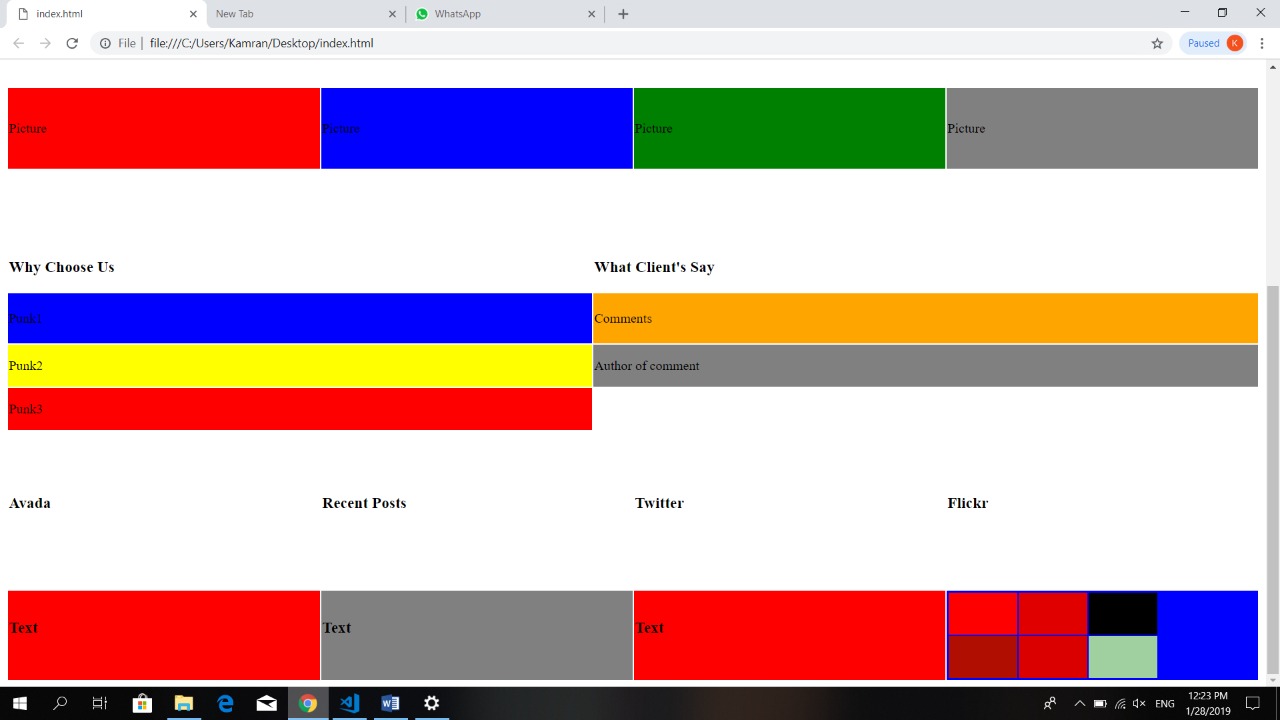 index.html
New Tab
WhatsApp
File
file:///C:/Users/Kamran/Desktop/index.html
Paused K
Picture Picture Picture Picture
Why Choose Us What Client's Say
Punk1 Comments
Punk2 Author of comment
Punk3
Avada Recent Posts Twitter Flickr
Text Text Text
ENG
12:23 PM
1/28/2019